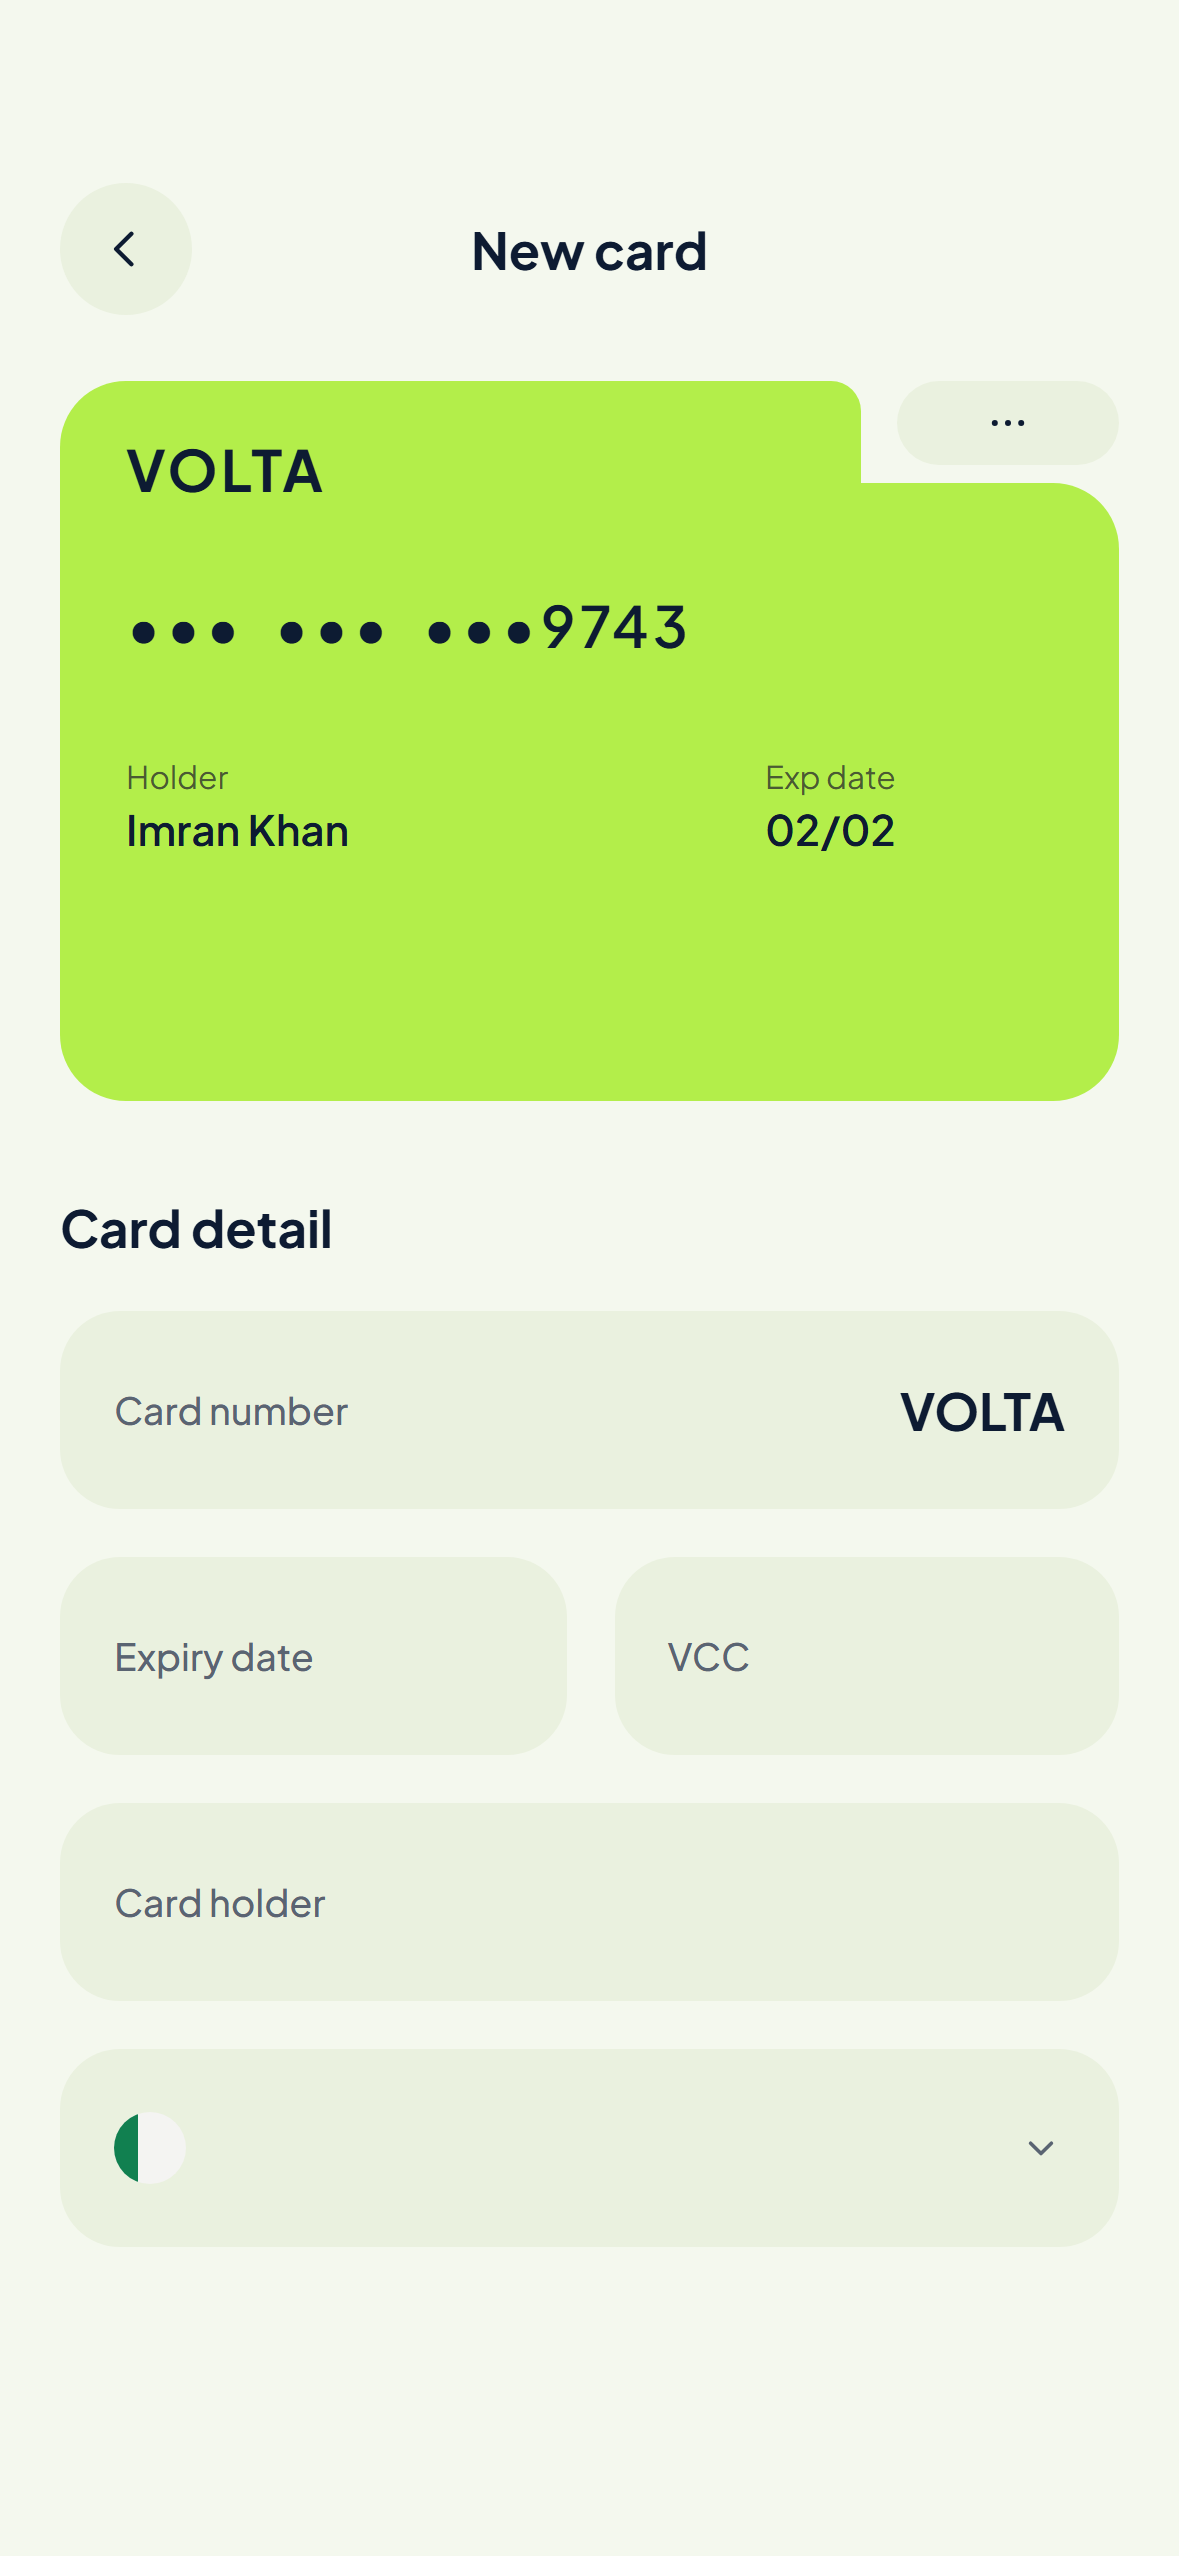 New card
...
VOLTA
●●● ●●● ●●●9743
Holder
Exp date
Imran Khan
02/02
Card detail
Card number
VOLTA
Expiry date
VCC
Card holder